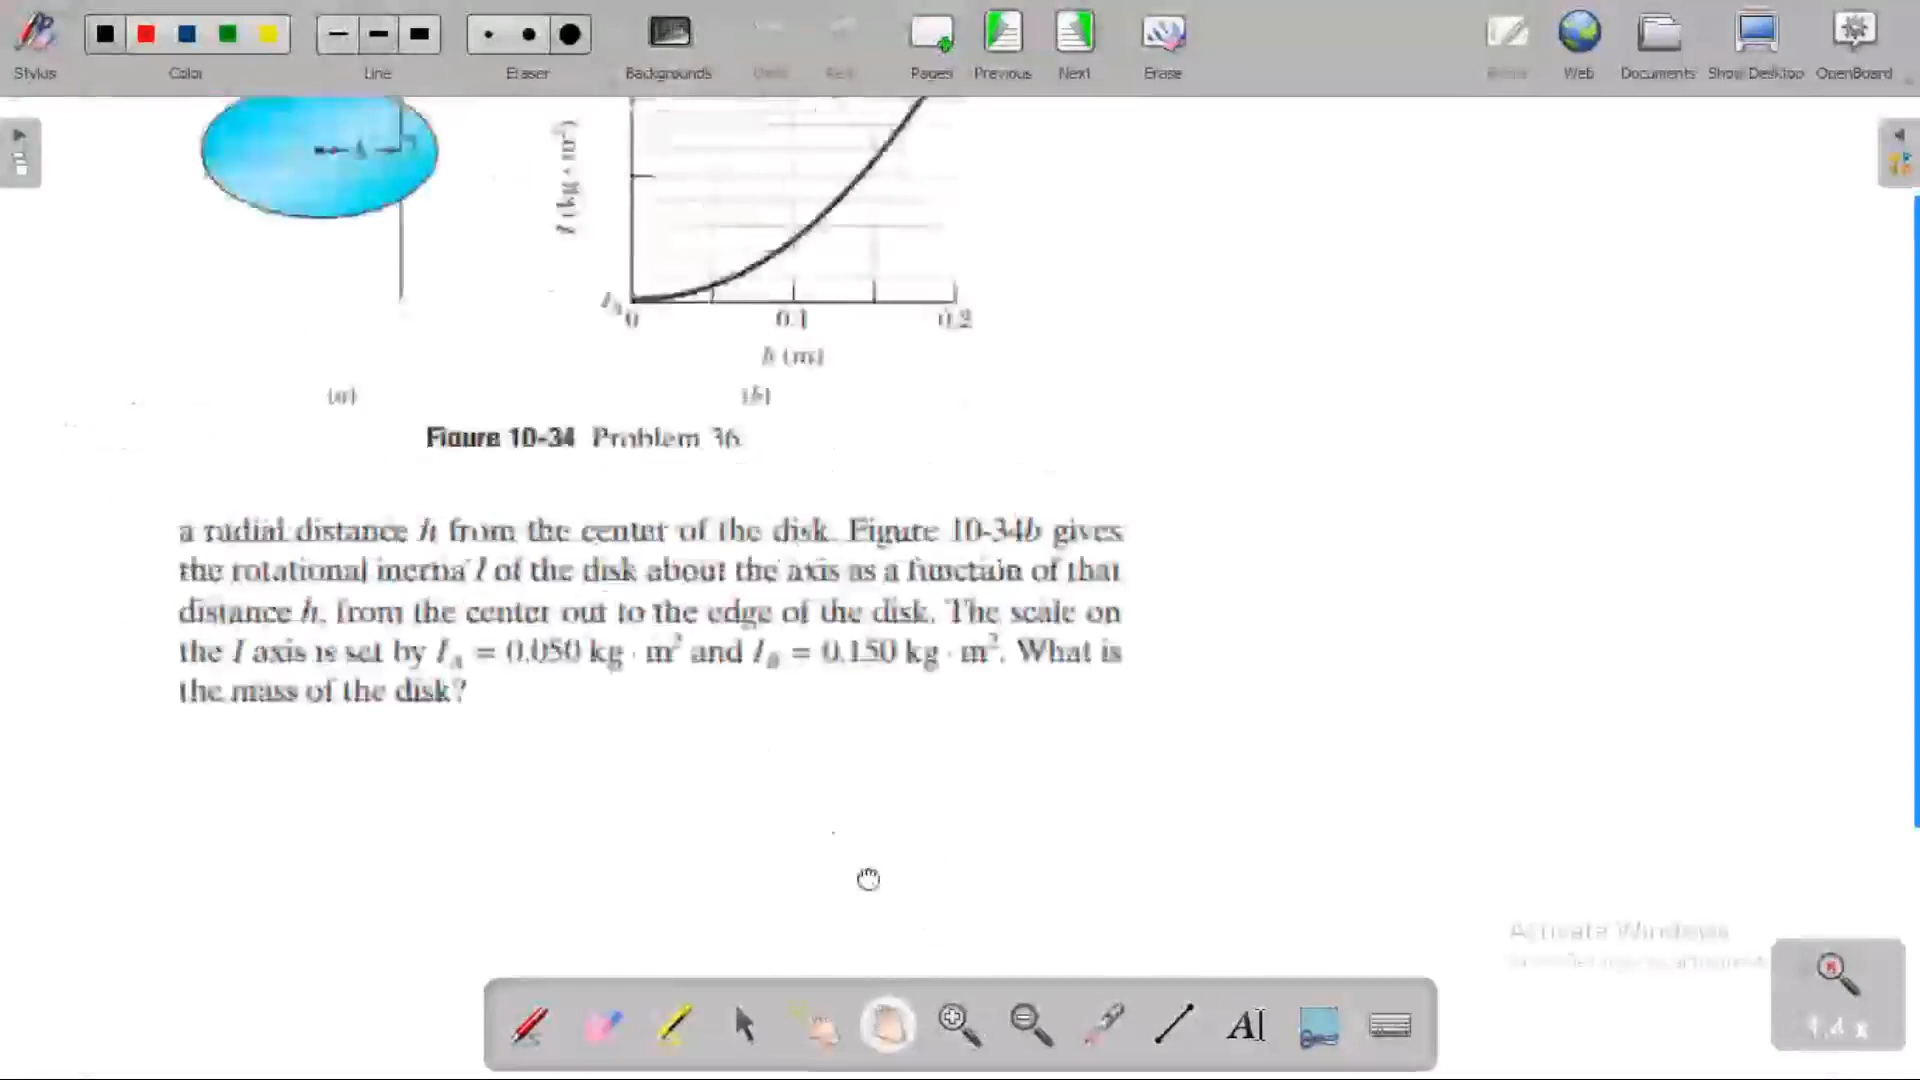 Stylus
Color
Line
Eraser
Backgrounds
Pages
Previous
Next
Erase
Web
Documents
Show Desktop
OpenBoard
h
I (kg · m²)
I_A
0
0.1
0.2
h (m)
(a)
(b)
Figure 10-34 Problem 36.
a radial distance h from the center of the disk. Figure 10-34b gives
the rotational inertia I of the disk about the axis as a function of that
distance h, from the center out to the edge of the disk. The scale on
the I axis is set by I_A = 0.050 kg · m² and I_B = 0.150 kg · m². What is
the mass of the disk?
Activate Windows
1.4 x